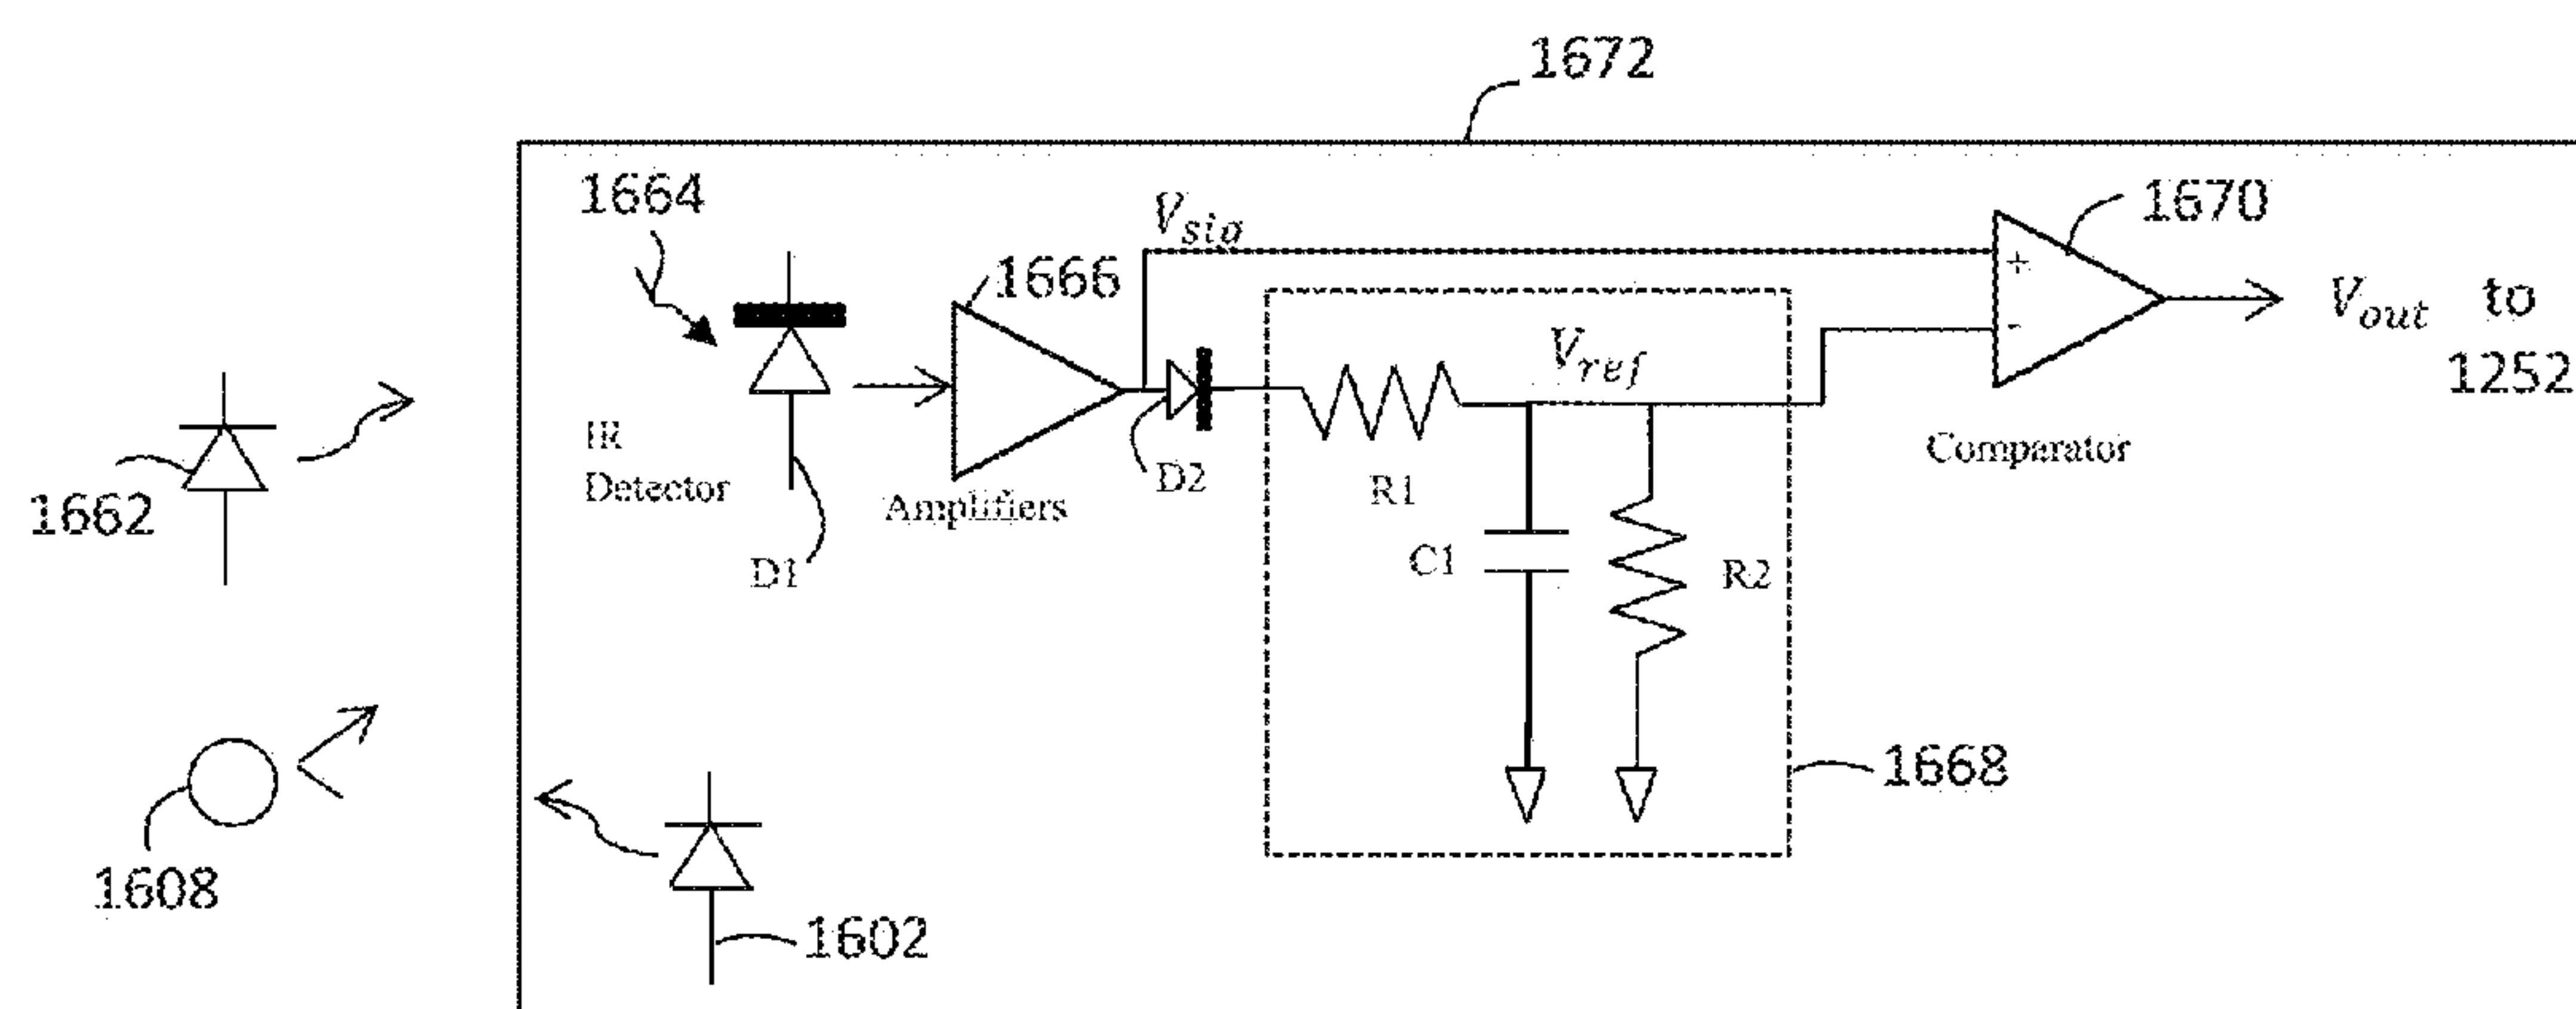 1672
1664
V_sig
1670
1666
+
V_out to
1252
V_ref
-
IR
Detector
Comparator
D2
R1
1662
Amplifiers
D1
C1
R2
1668
1608
1602